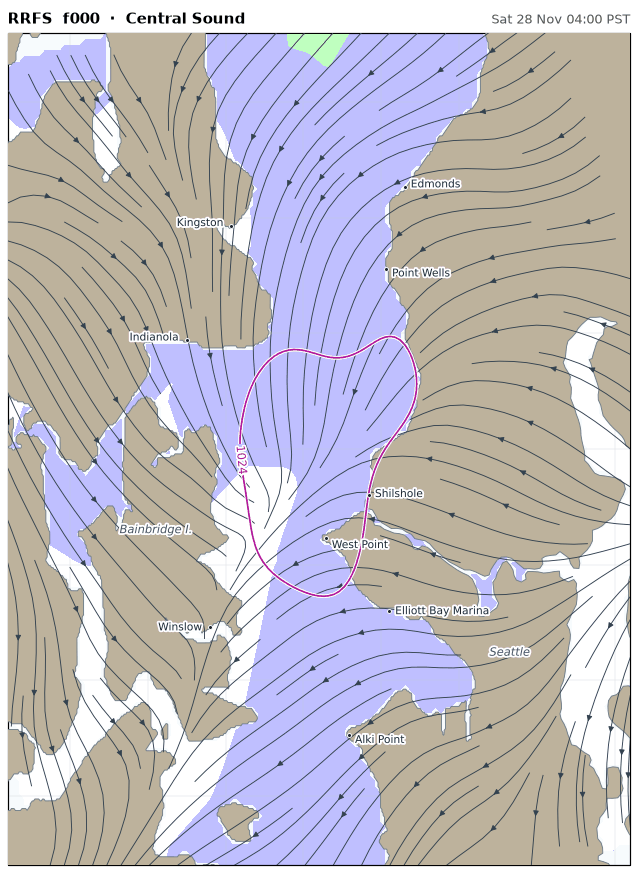 RRFS f000 · Central Sound
Sat 28 Nov 04:00 PST
Edmonds
Kingston
Point Wells
Indianola
1024
Shilshole
Bainbridge I.
West Point
Elliott Bay Marina
Winslow
Seattle
Alki Point